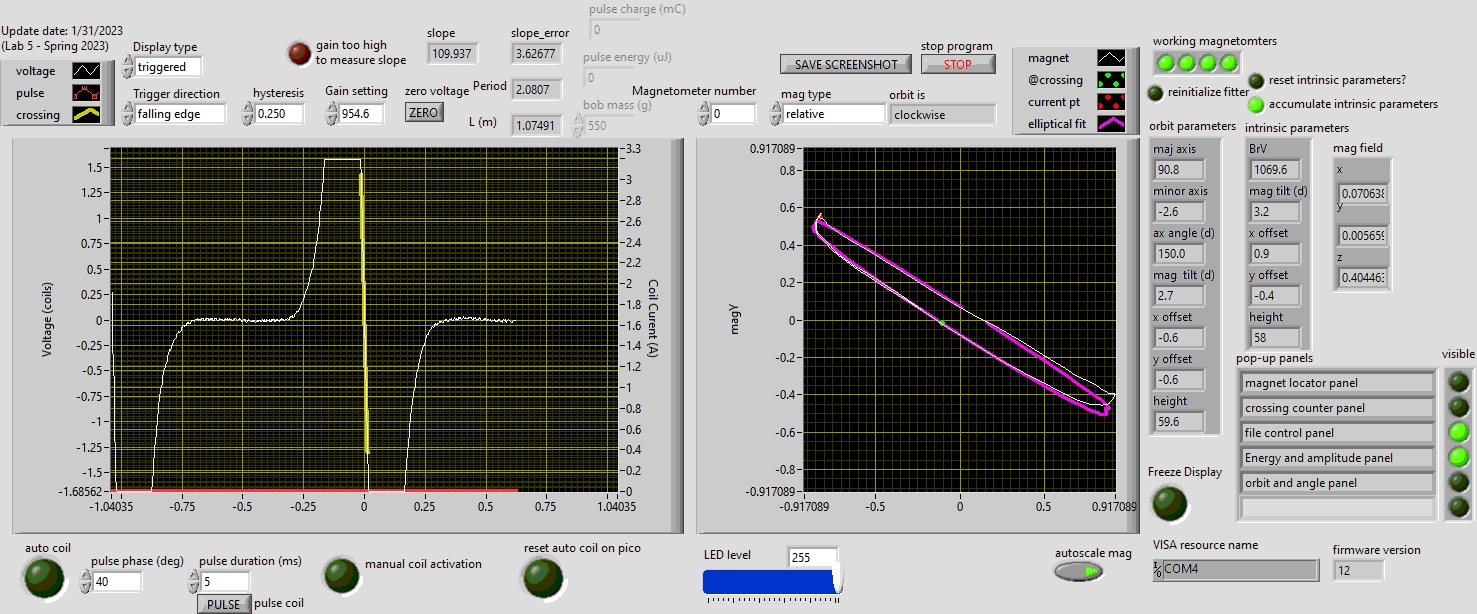 Update date: 1/31/2023
(Lab 5 - Spring 2023)
voltage
pulse
crossing
Display type
triggered
Trigger direction
falling edge
gain too high
to measure slope
hysteresis
0.250
Gain setting
954.6
zero voltage
ZERO
slope
109.937
slope_error
3.62677
Period
2.0807
L (m)
1.07491
pulse charge (mC)
0
pulse energy (uJ)
0
bob mass (g)
550
Magnetometer number
0
SAVE SCREENSHOT
stop program
STOP
mag type
relative
orbit is
clockwise
magnet
@crossing
current pt
elliptical fit
working magnetomters
reinitialize fitter
reset intrinsic parameters?
accumulate intrinsic parameters
Voltage (coils)
1.5
1.25
1
0.75
0.5
0.25
0
-0.25
-0.5
-0.75
-1
-1.25
-1.5
-1.68562
-1.04035
-0.75
-0.5
-0.25
0
0.25
0.5
0.75
1.04035
3.3
3
2.8
2.6
2.4
2.2
2
1.8
1.6
1.4
1.2
1
0.8
0.6
0.4
0.2
0
Coil Current (A)
magy
0.917089
0.8
0.6
0.4
0.2
0
-0.2
-0.4
-0.6
-0.8
-0.917089
-0.917089
-0.5
0
0.5
0.917089
orbit parameters
maj axis
90.8
minor axis
-2.6
ax angle (d)
150.0
mag tilt (d)
2.7
x offset
-0.6
y offset
-0.6
height
59.6
intrinsic parameters
BrV
1069.6
mag tilt (d)
3.2
x offset
0.9
y offset
-0.4
height
58
mag field
x
0.070638
y
0.005659
z
0.40446
pop-up panels
visible
magnet locator panel
crossing counter panel
file control panel
Energy and amplitude panel
orbit and angle panel
Freeze Display
auto coil
pulse phase (deg)
40
pulse duration (ms)
5
PULSE
pulse coil
manual coil activation
reset auto coil on pico
LED level
255
autoscale mag
VISA resource name
COM4
firmware version
12